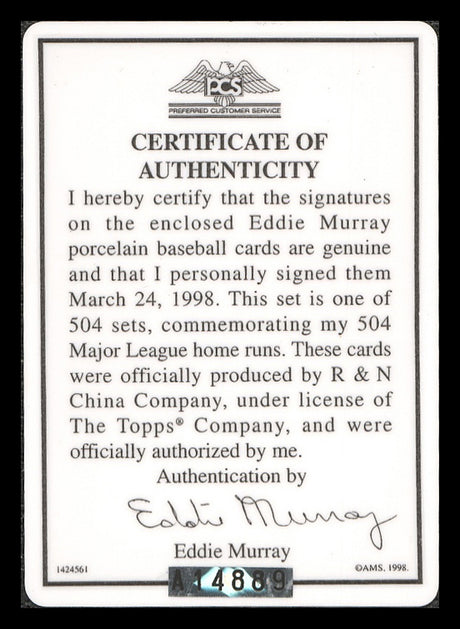 PCS
PREFERRED CUSTOMER SERVICE
CERTIFICATE OF
AUTHENTICITY
I hereby certify that the signatures
on the enclosed Eddie Murray
porcelain baseball cards are genuine
and that I personally signed them
March 24, 1998. This set is one of
504 sets, commemorating my 504
Major League home runs. These cards
were officially produced by R & N
China Company, under license of
The Topps® Company, and were
officially authorized by me.
Authentication by
Eddie Murray
Eddie Murray
1424561
©AMS, 1998.
A14889